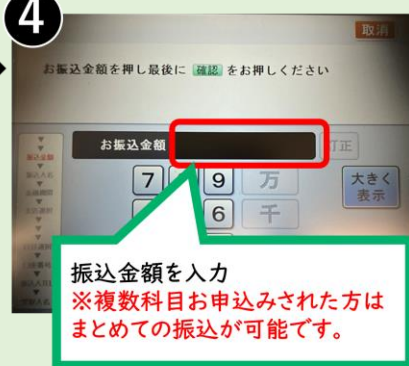 4
取消
お振込金額を押し最後に 確認 をお押しください
お振込金額
訂正
7 9 万
大きく
表示
6 千
振込金額を入力
※複数科目お申込みされた方は
まとめての振込が可能です。